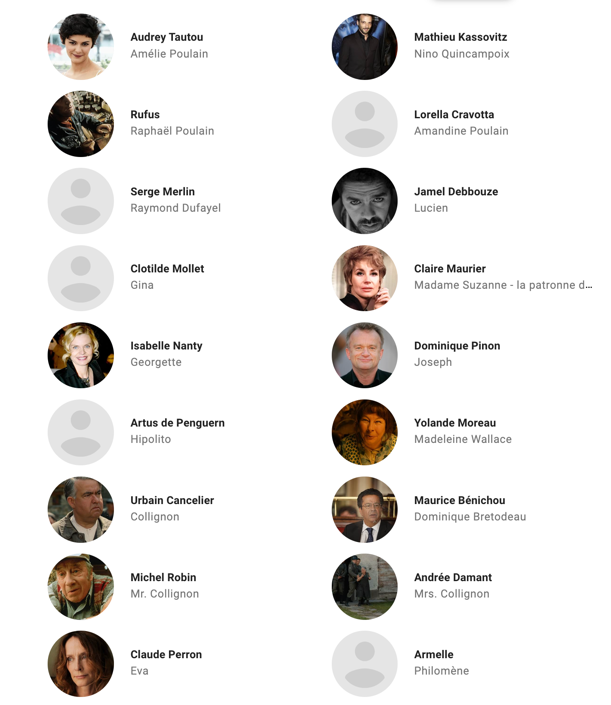 Audrey Tautou
Amélie Poulain
Mathieu Kassovitz
Nino Quincampoix
Rufus
Raphaël Poulain
Lorella Cravotta
Amandine Poulain
Serge Merlin
Raymond Dufayel
Jamel Debbouze
Lucien
Clotilde Mollet
Gina
Claire Maurier
Madame Suzanne - la patronne d...
Isabelle Nanty
Georgette
Dominique Pinon
Joseph
Artus de Penguern
Hipolito
Yolande Moreau
Madeleine Wallace
Urbain Cancelier
Collignon
Maurice Bénichou
Dominique Bretodeau
Michel Robin
Mr. Collignon
Andrée Damant
Mrs. Collignon
Claude Perron
Eva
Armelle
Philomène